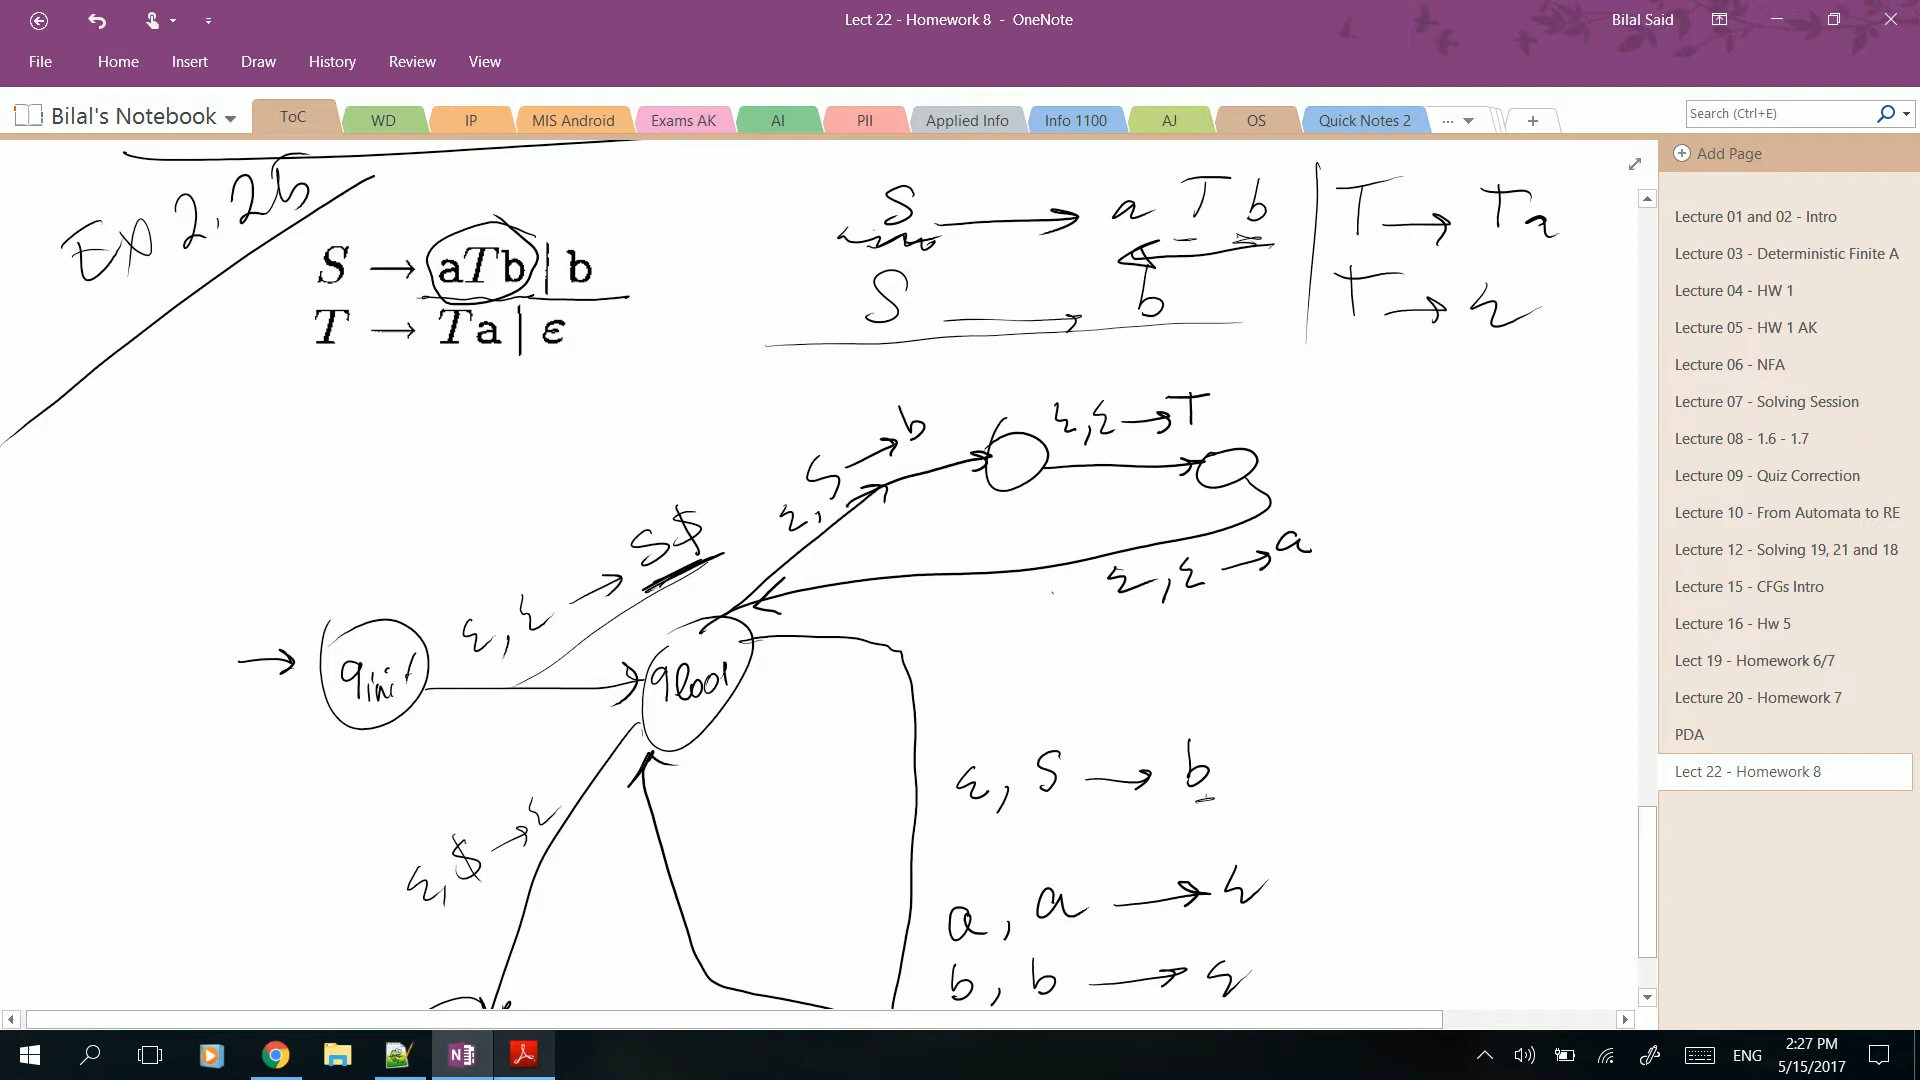 Lect 22 - Homework 8 - OneNote
Bilal Said
File Home Insert Draw History Review View
Bilal's Notebook
ToC WD IP MIS Android Exams AK AI PII Applied Info Info 1100 AJ OS Quick Notes 2 ...
Search (Ctrl+E)
Add Page
Lecture 01 and 02 - Intro
Lecture 03 - Deterministic Finite A
Lecture 04 - HW 1
Lecture 05 - HW 1 AK
Lecture 06 - NFA
Lecture 07 - Solving Session
Lecture 08 - 1.6 - 1.7
Lecture 09 - Quiz Correction
Lecture 10 - From Automata to RE
Lecture 12 - Solving 19, 21 and 18
Lecture 15 - CFGs Intro
Lecture 16 - Hw 5
Lect 19 - Homework 6/7
Lecture 20 - Homework 7
PDA
Lect 22 - Homework 8
EX 2.2b
S → aTb | b
T → Ta | ε
S → a T b
S → b
T → Ta
T → ε
ε, S → b
ε, ε → T
ε, ε → a
ε, ε → S$
qinit
qloop
ε, $ → ε
ε, S → b
a, a → ε
b, b → ε
ENG
2:27 PM
5/15/2017